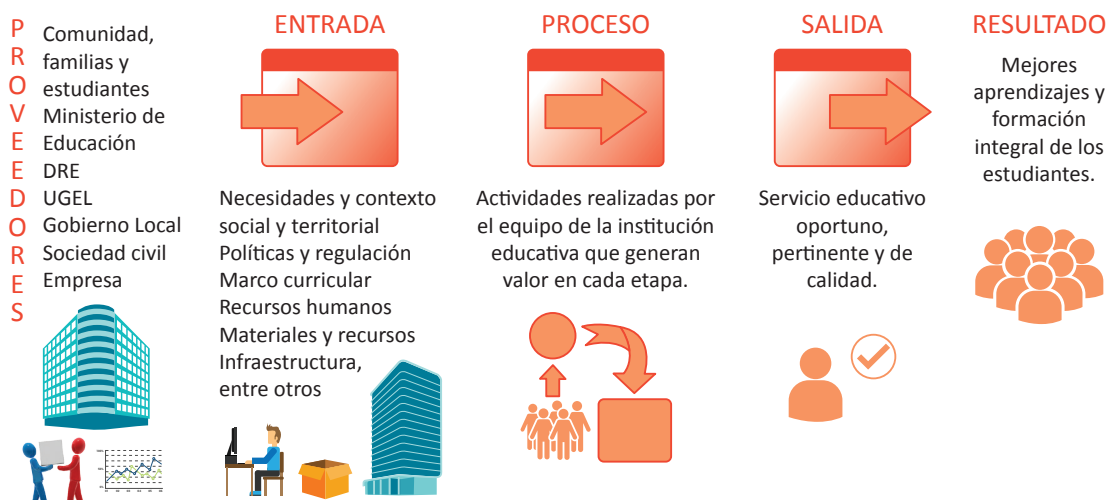 PROVEEDORES
Comunidad,
familias y
estudiantes
Ministerio de
Educación
DRE
UGEL
Gobierno Local
Sociedad civil
Empresa
ENTRADA
Necesidades y contexto
social y territorial
Políticas y regulación
Marco curricular
Recursos humanos
Materiales y recursos
Infraestructura,
entre otros
PROCESO
Actividades realizadas por
el equipo de la institución
educativa que generan
valor en cada etapa.
SALIDA
Servicio educativo
oportuno,
pertinente y de
calidad.
RESULTADO
Mejores
aprendizajes y
formación
integral de los
estudiantes.